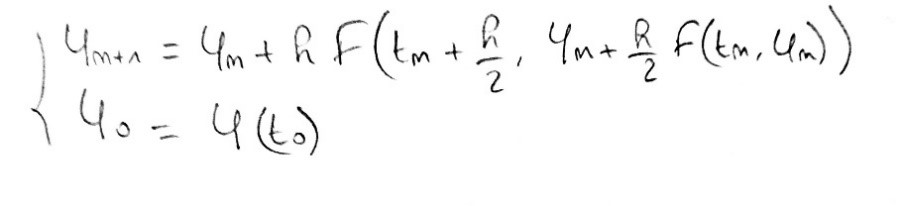 y_{n+1} = y_n + h F(t_n + h/2, y_n + h/2 F(t_n, y_n))
y_0 = y(t_0)